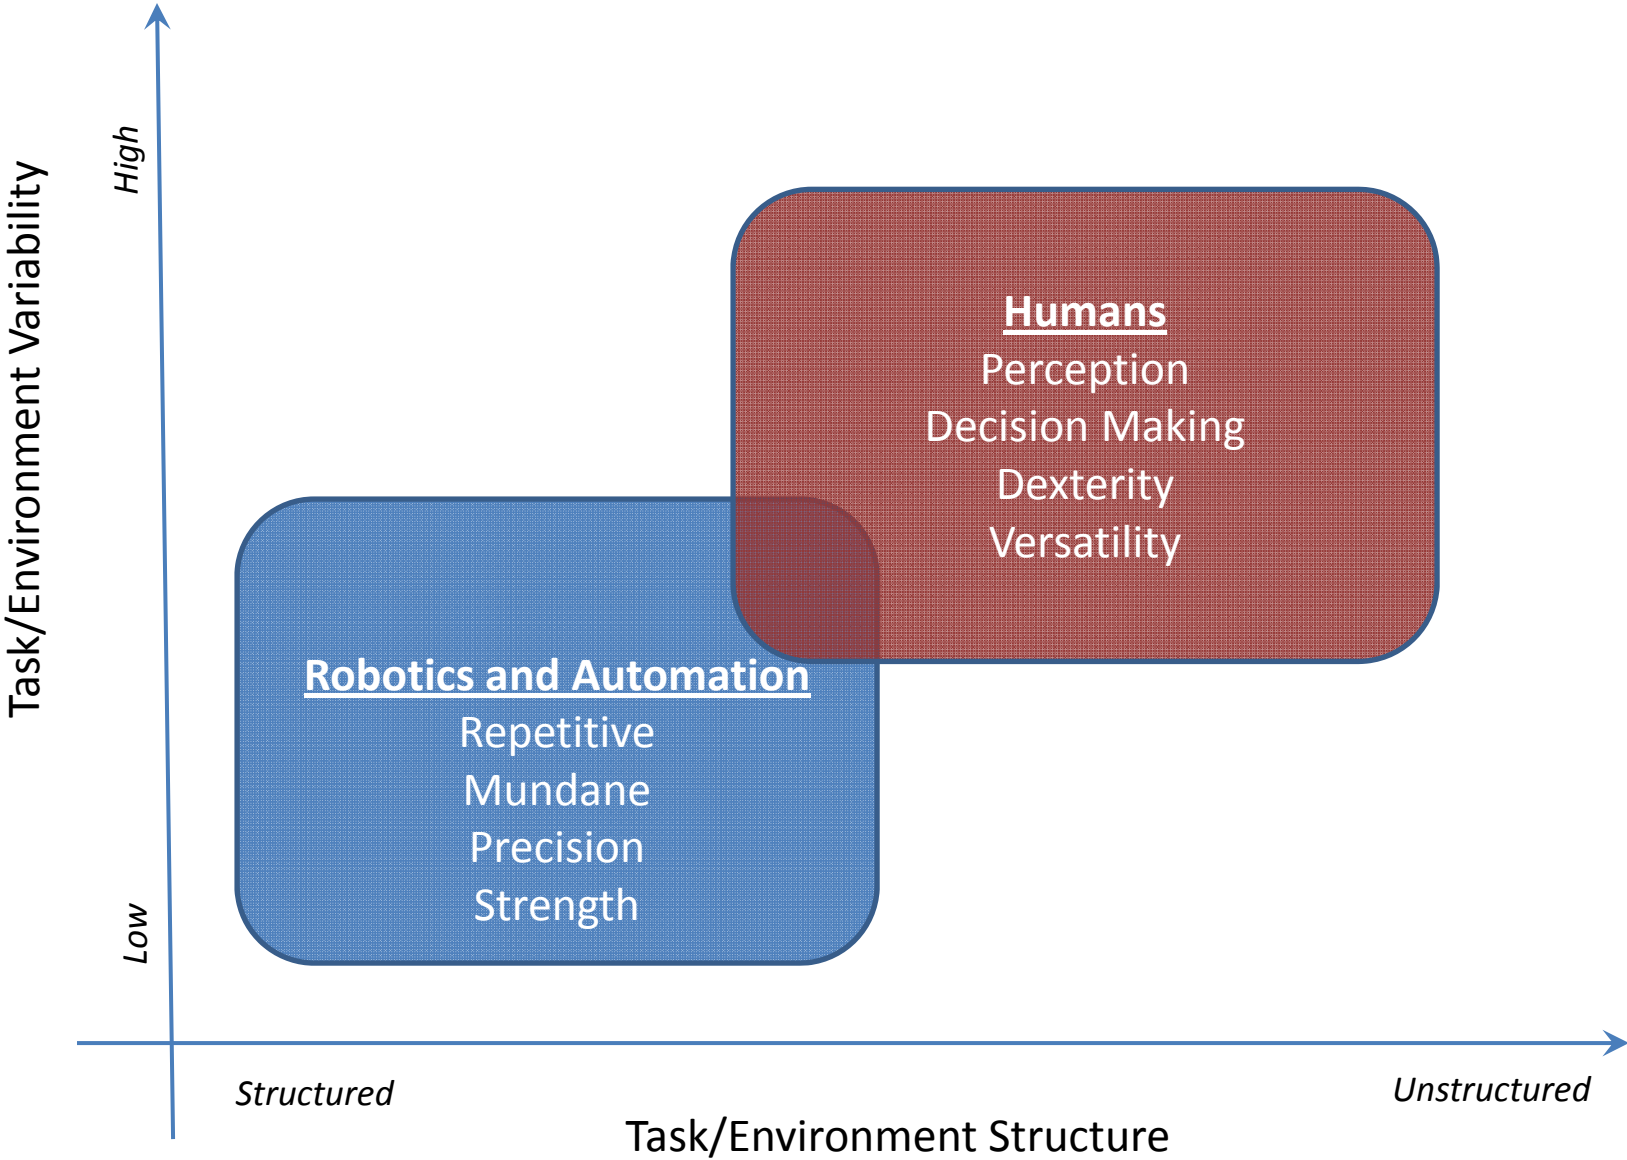 Task/Environment Variability
High
Low
Humans
Perception
Decision Making
Dexterity
Versatility
Robotics and Automation
Repetitive
Mundane
Precision
Strength
Structured
Unstructured
Task/Environment Structure